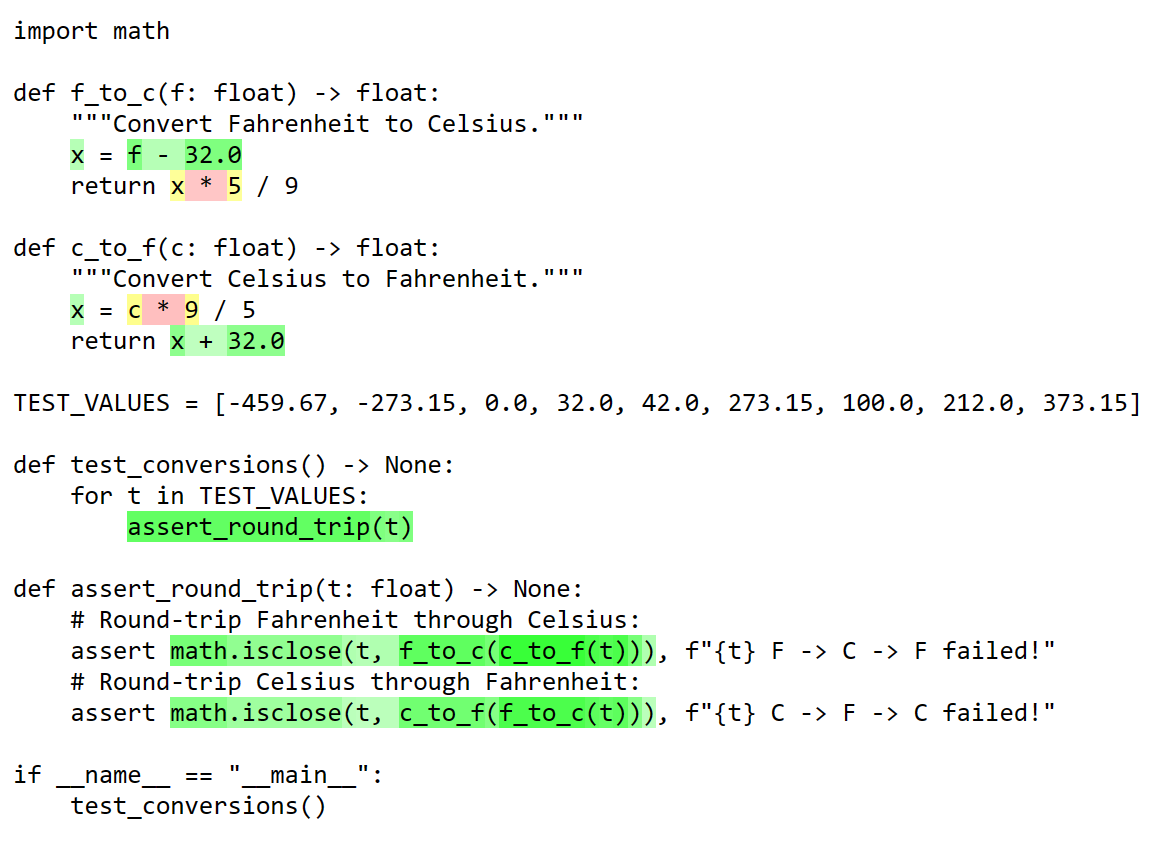 import math

def f_to_c(f: float) -> float:
    """Convert Fahrenheit to Celsius."""
    x = f - 32.0
    return x * 5 / 9

def c_to_f(c: float) -> float:
    """Convert Celsius to Fahrenheit."""
    x = c * 9 / 5
    return x + 32.0

TEST_VALUES = [-459.67, -273.15, 0.0, 32.0, 42.0, 273.15, 100.0, 212.0, 373.15]

def test_conversions() -> None:
    for t in TEST_VALUES:
        assert_round_trip(t)

def assert_round_trip(t: float) -> None:
    # Round-trip Fahrenheit through Celsius:
    assert math.isclose(t, f_to_c(c_to_f(t))), f"{t} F -> C -> F failed!"
    # Round-trip Celsius through Fahrenheit:
    assert math.isclose(t, c_to_f(f_to_c(t))), f"{t} C -> F -> C failed!"

if __name__ == "__main__":
    test_conversions()